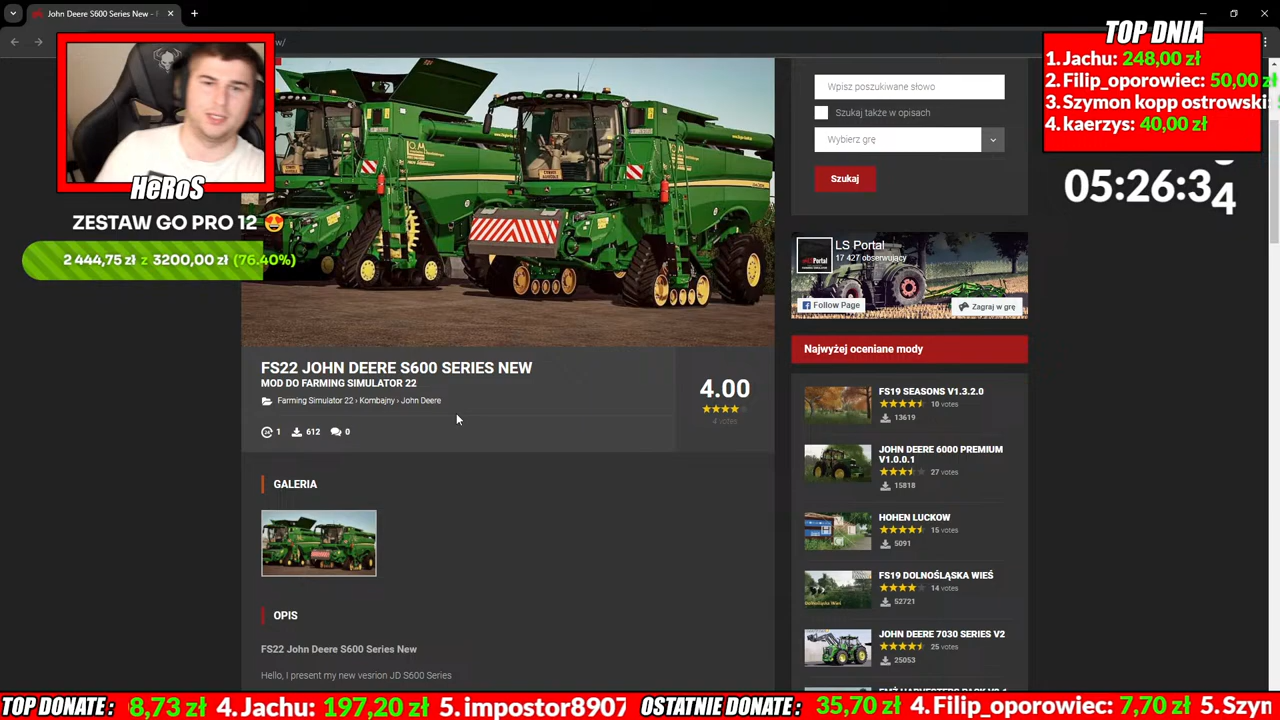 John Deere S600 Series New - F
w/
HeRoS
ZESTAW GO PRO 12 😍
2 444,75 zł z 3200,00 zł (76.40%)
TOP DNIA
1.Jachu: 248,00 zł
2. Filip_oporowiec: 50,00 z
3. Szymon kopp ostrowski:
4. kaerzys: 40,00 zł
05:26:34
Wpisz poszukiwane słowo
Szukaj także w opisach
Wybierz grę
Szukaj
LS Portal
17 427 obserwujący
Follow Page
Zagraj w grę
FS22 JOHN DEERE S600 SERIES NEW
MOD DO FARMING SIMULATOR 22
Farming Simulator 22 › Kombajny › John Deere
1 612 0
4.00
4 votes
GALERIA
OPIS
FS22 John Deere S600 Series New
Hello, I present my new vesrion JD S600 Series
Najwyżej oceniane mody
FS19 SEASONS V1.3.2.0
10 votes
13619
JOHN DEERE 6000 PREMIUM
V1.0.0.1
27 votes
15818
HOHEN LUCKOW
15 votes
5091
FS19 DOLNOŚLĄSKA WIEŚ
14 votes
52721
JOHN DEERE 7030 SERIES V2
25 votes
25053
TOP DONATE : 8,73 zł 4. Jachu: 197,20 zł 5. impostor8907
OSTATNIE DONATE : 35,70 zł 4. Filip_oporowiec: 7,70 zł 5. Szyn